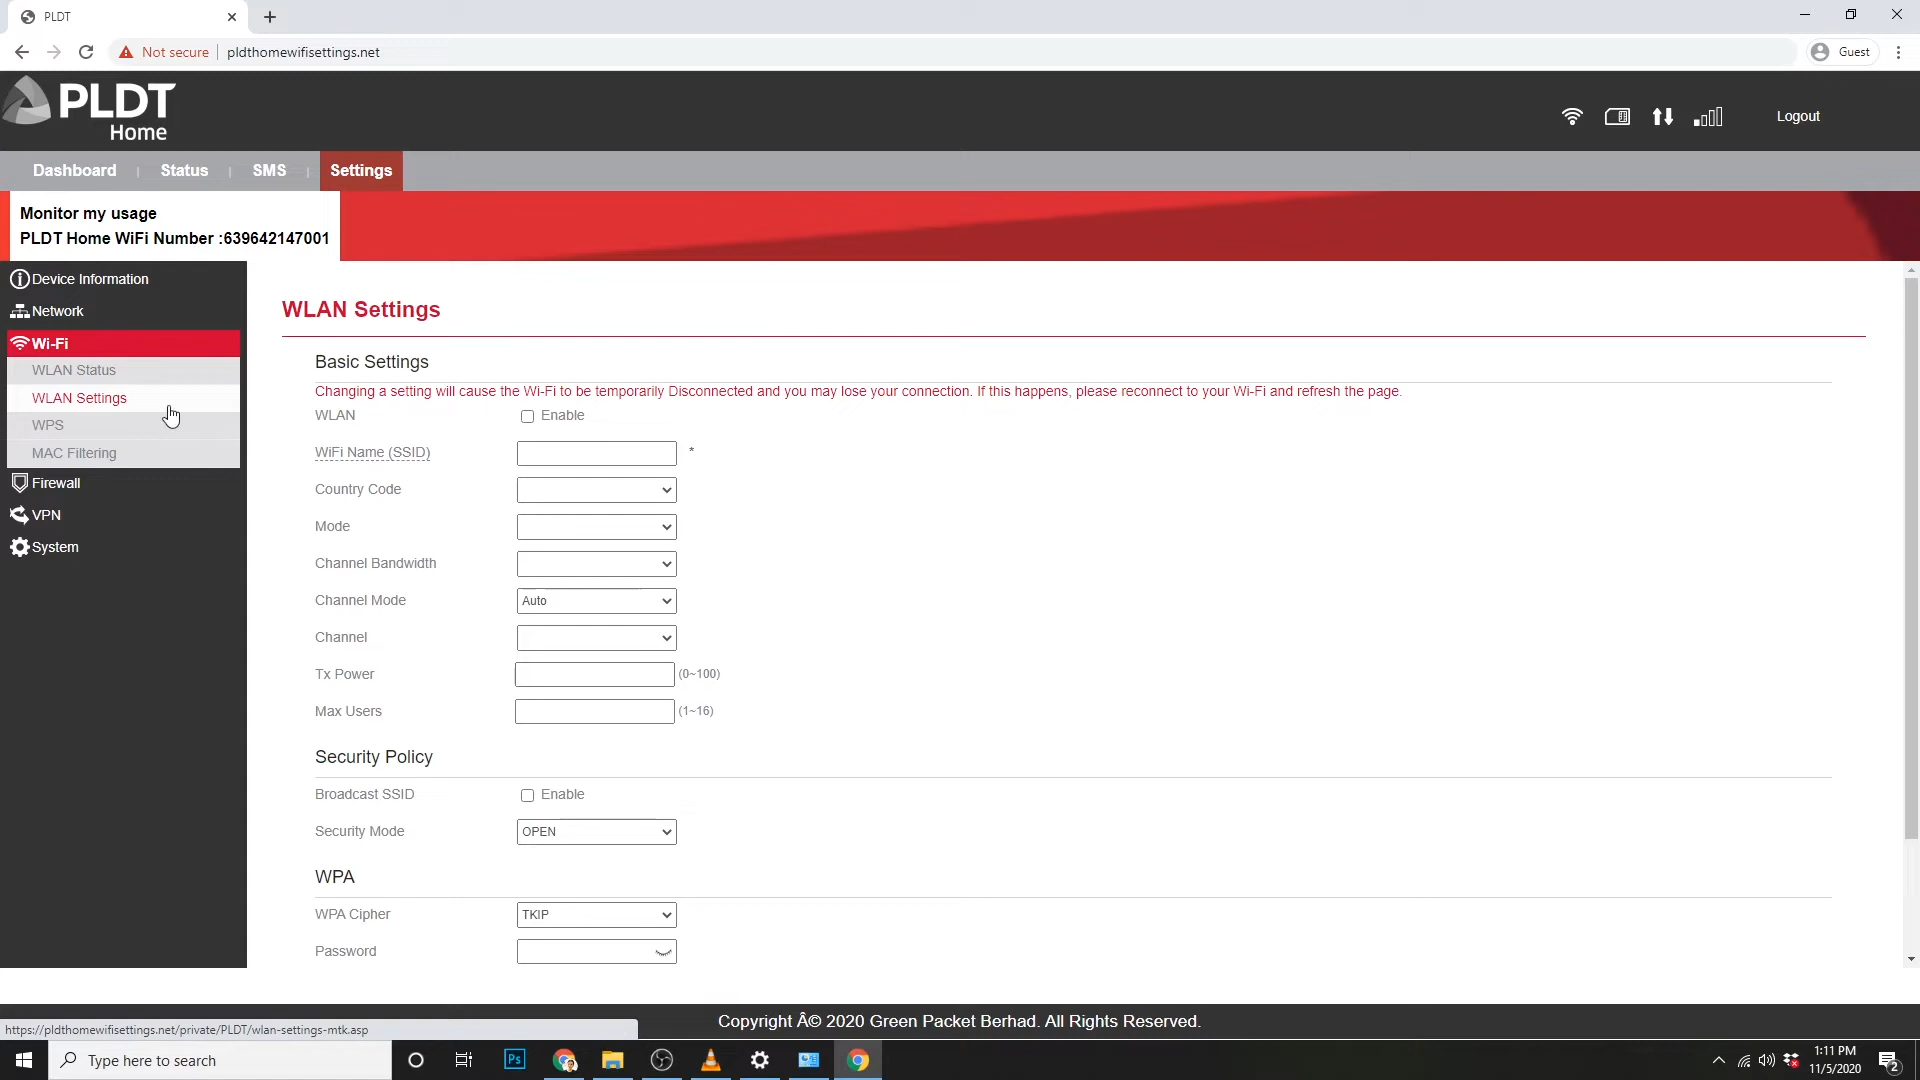 PLDT
Not secure
pldthomewifisettings.net
Guest
PLDT
Home
Logout
Dashboard
Status
SMS
Settings
Monitor my usage
PLDT Home WiFi Number :639642147001
Device Information
Network
Wi-Fi
WLAN Status
WLAN Settings
WPS
MAC Filtering
Firewall
VPN
System
WLAN Settings
Basic Settings
Changing a setting will cause the Wi-Fi to be temporarily Disconnected and you may lose your connection. If this happens, please reconnect to your Wi-Fi and refresh the page.
WLAN Enable
WiFi Name (SSID) *
Country Code
Mode
Channel Bandwidth
Channel Mode Auto
Channel
Tx Power (0~100)
Max Users (1~16)
Security Policy
Broadcast SSID Enable
Security Mode OPEN
WPA
WPA Cipher TKIP
Password
Copyright Â© 2020 Green Packet Berhad. All Rights Reserved.
https://pldthomewifisettings.net/private/PLDT/wlan-settings-mtk.asp
Type here to search
Ps
1:11 PM
11/5/2020
2